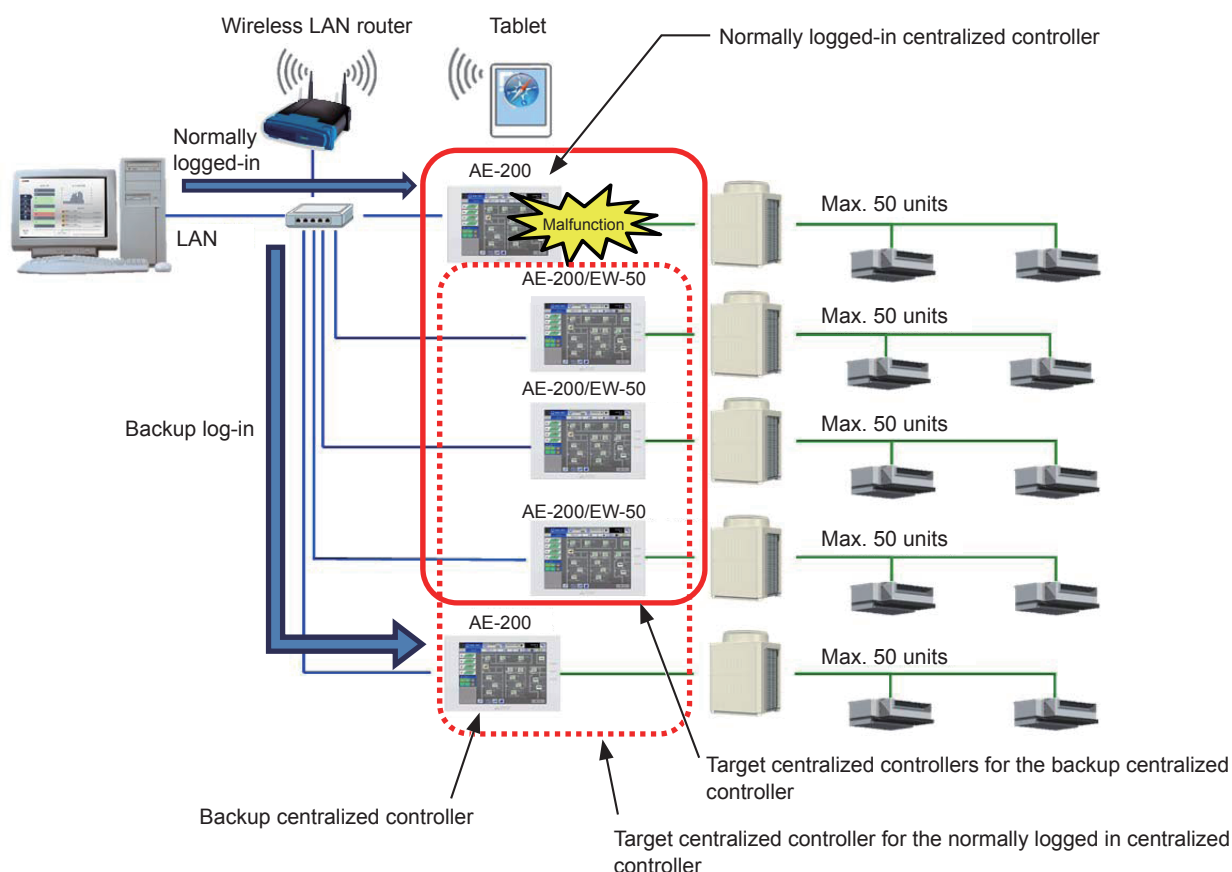 Wireless LAN router
Tablet
Normally logged-in centralized controller
Normally
logged-in
AE-200
Malfunction
Max. 50 units
LAN
AE-200/EW-50
Max. 50 units
AE-200/EW-50
Max. 50 units
Backup log-in
AE-200/EW-50
Max. 50 units
AE-200
Max. 50 units
Target centralized controllers for the backup centralized
controller
Backup centralized controller
Target centralized controller for the normally logged in centralized
controller